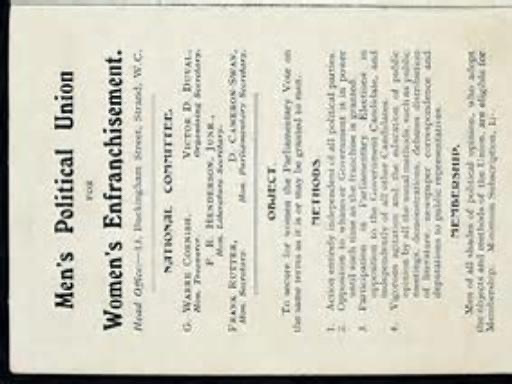 Men's Political Union
FOR
Women's Enfranchisement.
Head Office—13, Buckingham Street, Strand, W.C.
NATIONAL COMMITTEE.
G. WARRE CORNISH, VICTOR D. DUVAL,
Hon. Treasurer. Organising Secretary.
F. R. HENDERSON, JUNR.,
Hon. Literature Secretary.
FRANK RUTTER, D. CAMERON-SWAN,
Hon. Secretary. Hon. Parliamentary Secretary.
OBJECT.
To secure for women the Parliamentary Vote on
the same terms as it is or may be granted to men.
METHODS
1. Action entirely independent of all political parties.
2. Opposition to whatever Government is in power
until such time as the franchise is granted.
3. Participation in Parliamentary Elections in
opposition to the Government Candidate, and
independently of all other Candidates.
4. Vigorous agitation, and the education of public
opinion by all the usual methods, such as public
meetings, demonstrations, debates, distribution
of literature, newspaper correspondence and
deputations to public representatives.
MEMBERSHIP.
Men of all shades of political opinion, who adopt
the objects and methods of the Union, are eligible for
Membership. Minimum Subscription, 1/-